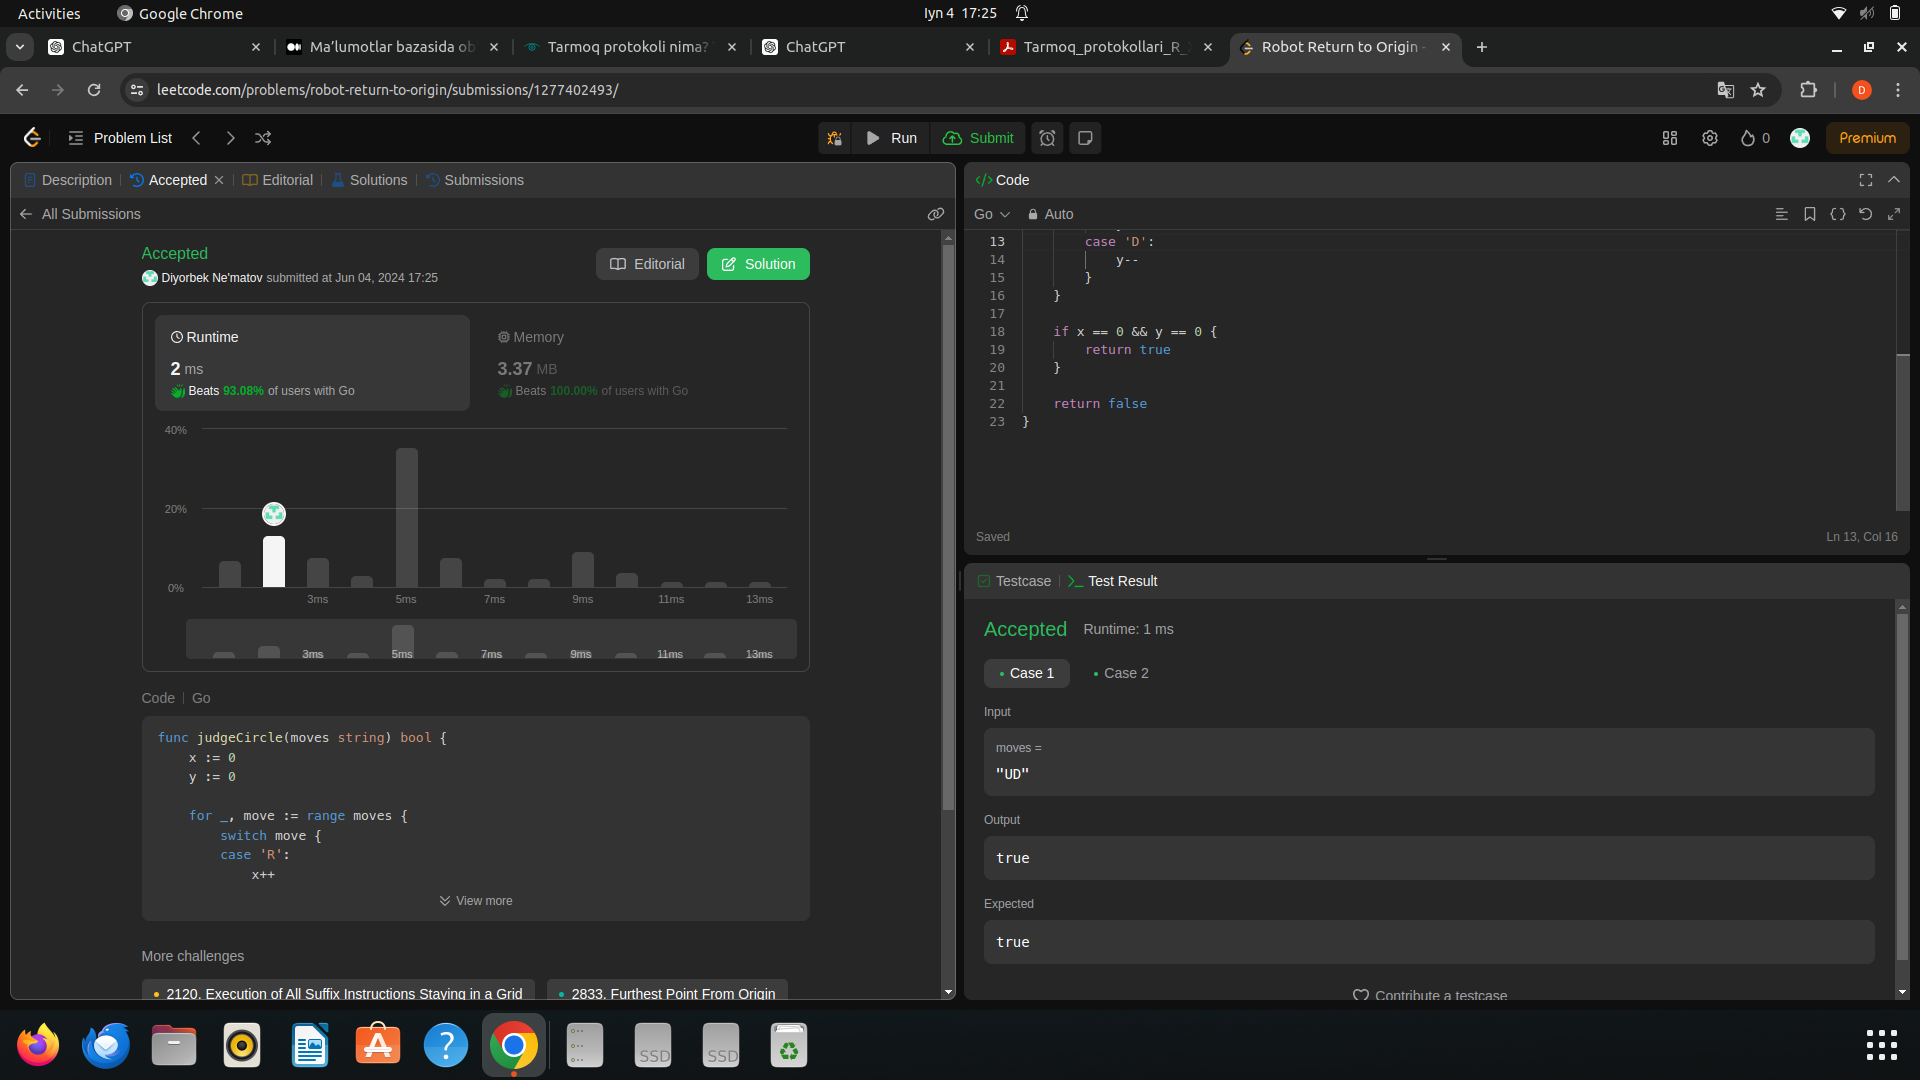 Activities
Google Chrome
Iyn 4 17:25
ChatGPT
Ma’lumotlar bazasida ob
Tarmoq protokoli nima?
ChatGPT
Tarmoq_protokollari_R_
Robot Return to Origin -
leetcode.com/problems/robot-return-to-origin/submissions/1277402493/
D
Problem List
Run
Submit
0
Premium
Description
Accepted
Editorial
Solutions
Submissions
All Submissions
Accepted
Diyorbek Ne'matov submitted at Jun 04, 2024 17:25
Editorial
Solution
Runtime
2 ms
Beats 93.08% of users with Go
Memory
3.37 MB
Beats 100.00% of users with Go
40%
20%
0%
3ms 5ms 7ms 9ms 11ms 13ms
3ms 5ms 7ms 9ms 11ms 13ms
Code | Go
func judgeCircle(moves string) bool {
x := 0
y := 0
for _, move := range moves {
switch move {
case 'R':
x++
View more
More challenges
2120. Execution of All Suffix Instructions Staying in a Grid
2833. Furthest Point From Origin
</> Code
Go
Auto
13 case 'D':
14 y--
15 }
16 }
17
18 if x == 0 && y == 0 {
19 return true
20 }
21
22 return false
23 }
Saved
Ln 13, Col 16
Testcase
Test Result
Accepted Runtime: 1 ms
Case 1
Case 2
Input
moves =
"UD"
Output
true
Expected
true
Contribute a testcase
SSD
SSD